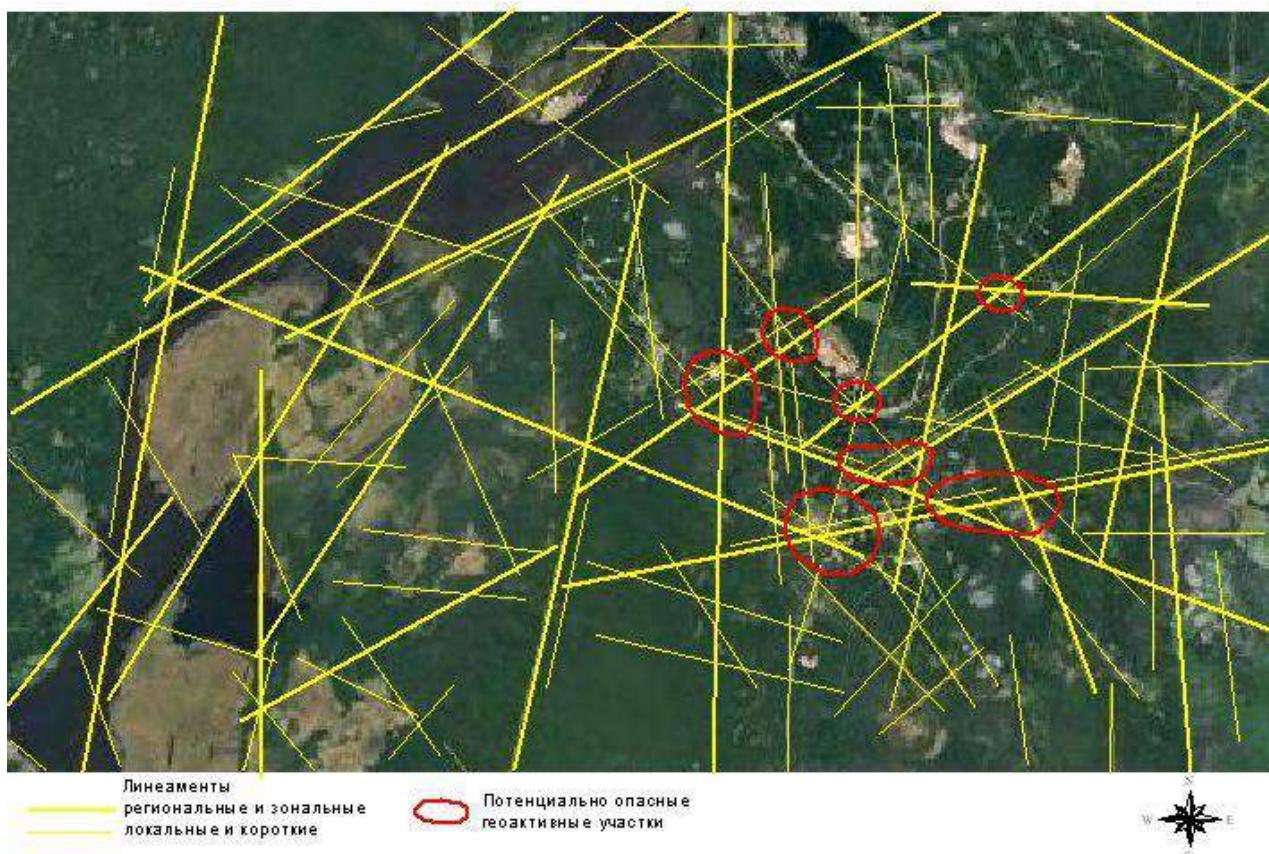 Линеаменты
региональные и зональные
локальные и короткие
Потенциально опасные
геоактивные участки
N
W E